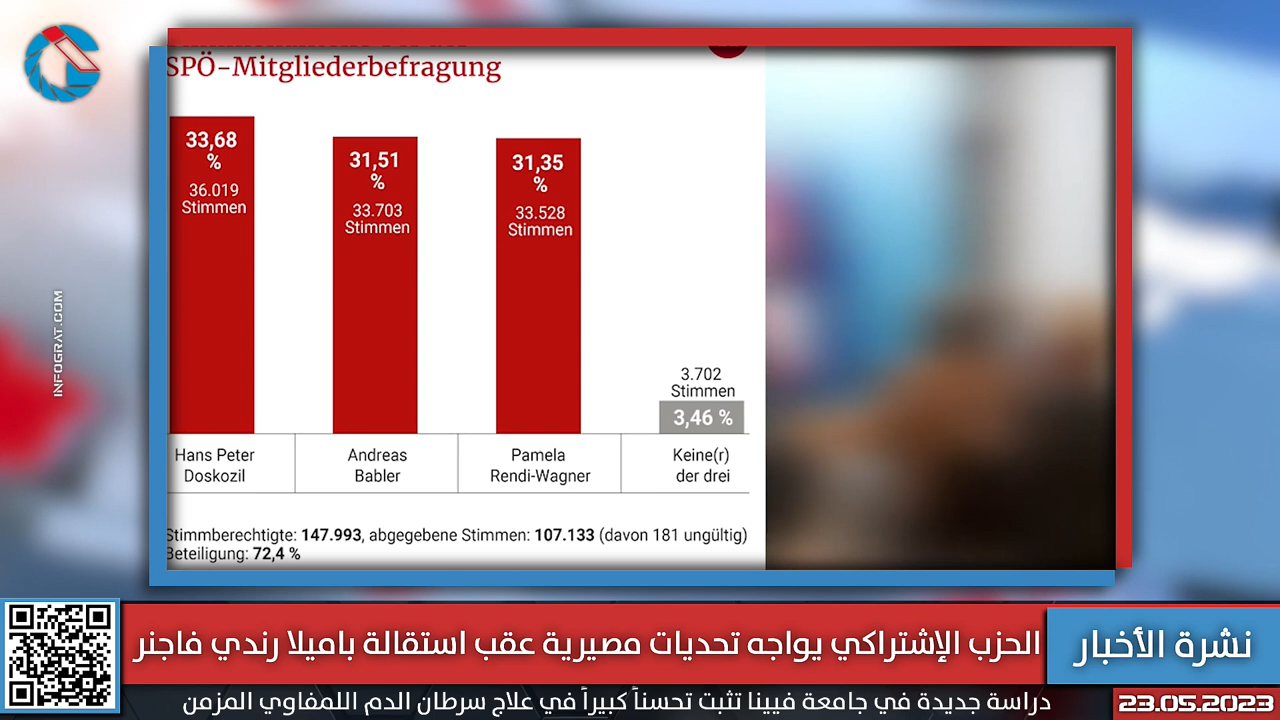 SPÖ-Mitgliederbefragung
33,68
%
36.019
Stimmen
31,51
%
33.703
Stimmen
31,35
%
33.528
Stimmen
3.702
Stimmen
3,46 %
Hans Peter
Doskozil
Andreas
Babler
Pamela
Rendi-Wagner
Keine(r)
der drei
Stimmberechtigte: 147.993, abgegebene Stimmen: 107.133 (davon 181 ungültig)
Beteiligung: 72,4 %
INFOGRAT.COM
نشرة الأخبار
الحزب الإشتراكي يواجه تحديات مصيرية عقب استقالة باميلا رندي فاجنر
دراسة جديدة في جامعة فيينا تثبت تحسناً كبيراً في علاج سرطان الدم اللمفاوي المزمن
23.05.2023